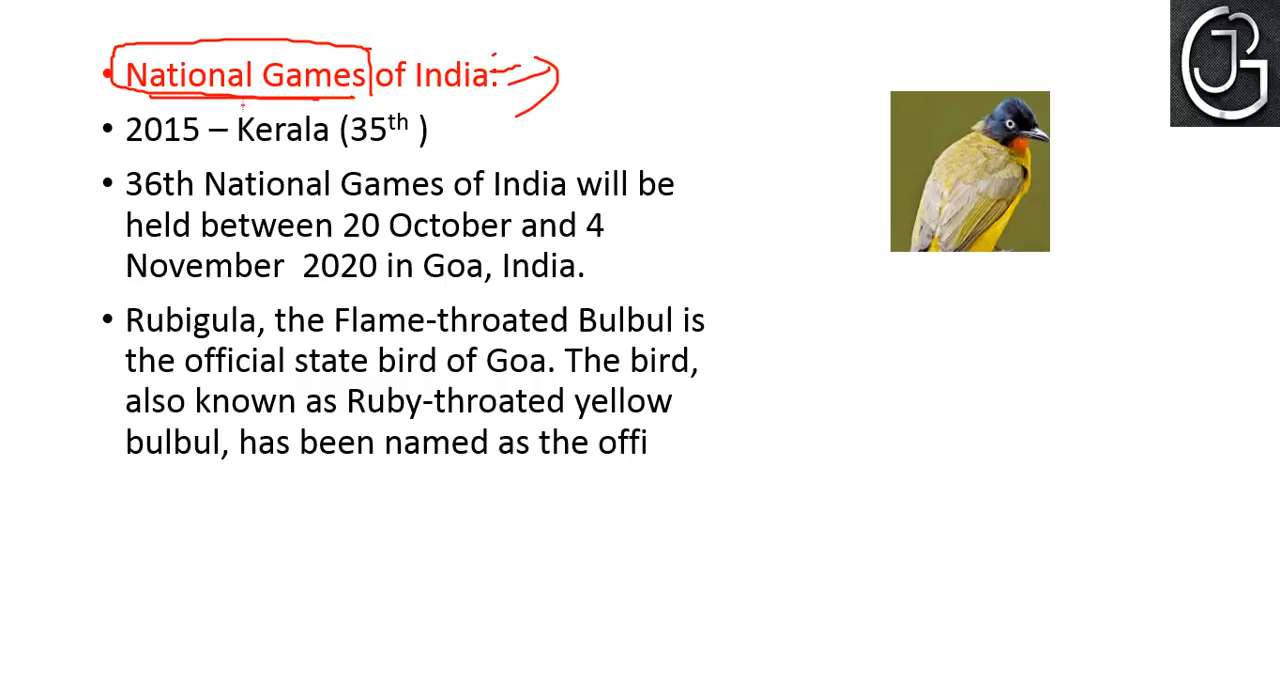 • National Games of India:
• 2015 – Kerala (35th )
• 36th National Games of India will be
held between 20 October and 4
November 2020 in Goa, India.
• Rubigula, the Flame-throated Bulbul is
the official state bird of Goa. The bird,
also known as Ruby-throated yellow
bulbul, has been named as the offi